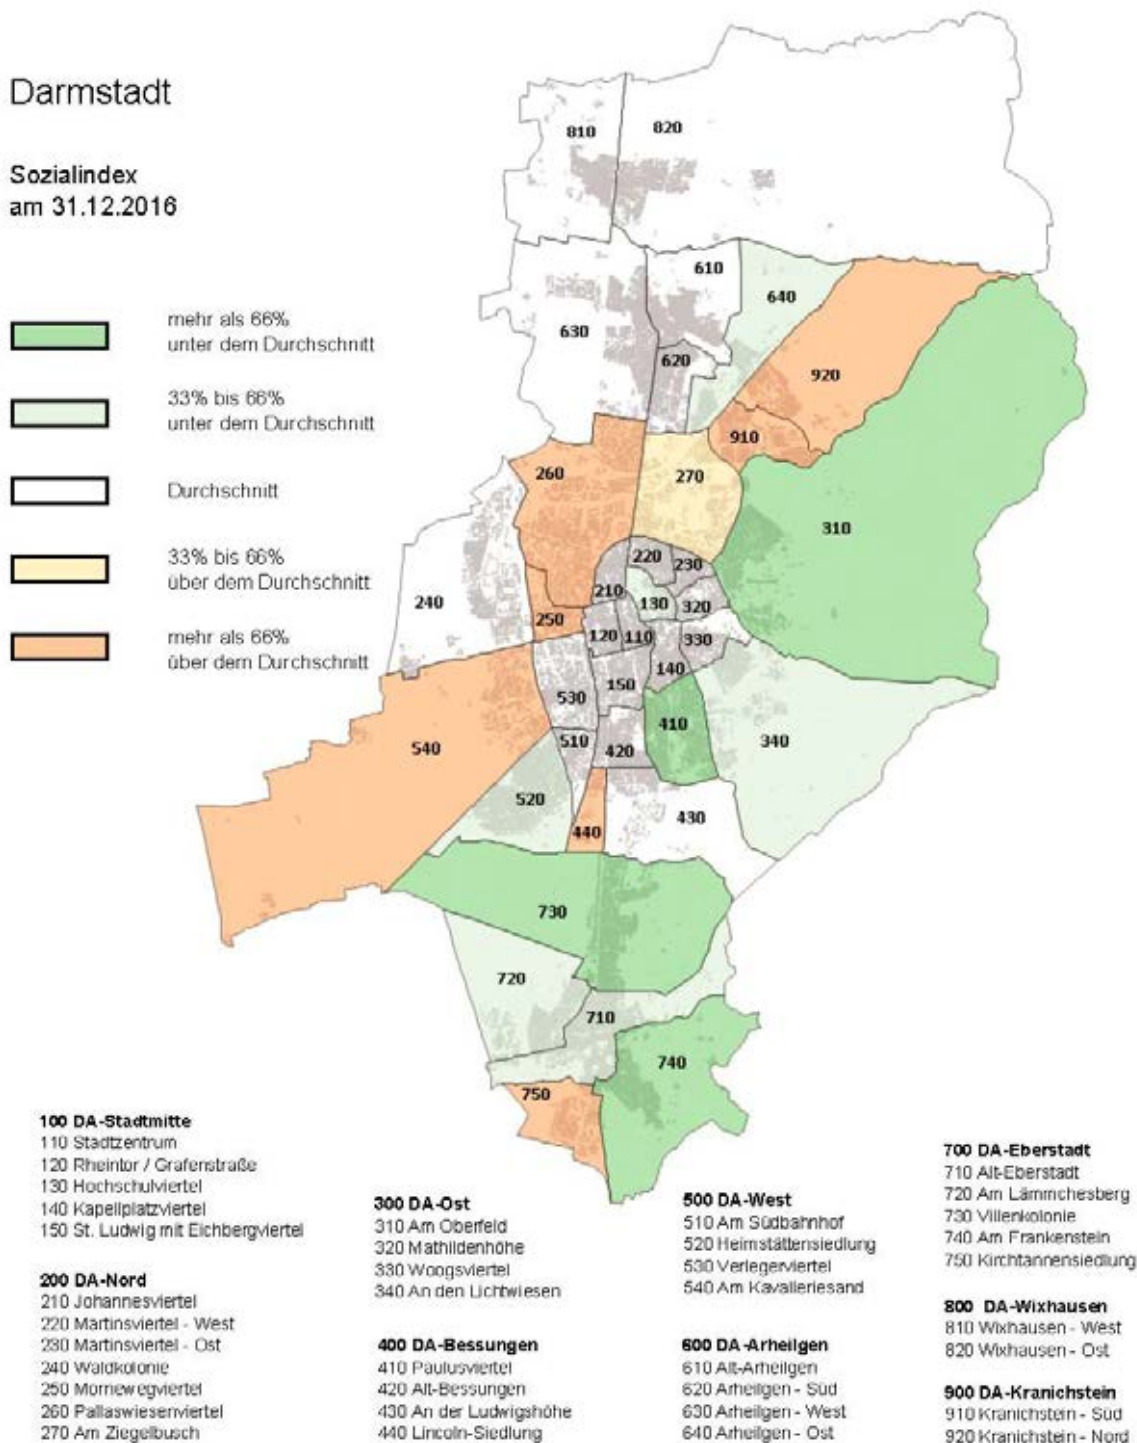 Darmstadt
Sozialindex
am 31.12.2016
mehr als 66%
unter dem Durchschnitt
33% bis 66%
unter dem Durchschnitt
Durchschnitt
33% bis 66%
über dem Durchschnitt
mehr als 66%
über dem Durchschnitt
810
820
610
640
630
620
920
910
260
270
310
220
230
240
210
130
320
250
120
110
330
140
150
530
410
510
420
340
540
520
430
440
730
720
710
740
750
100 DA-Stadtmitte
110 Stadtzentrum
120 Rheintor / Grafenstraße
130 Hochschulviertel
140 Kapellplatzviertel
150 St. Ludwig mit Eichbergviertel
200 DA-Nord
210 Johannesviertel
220 Martinsviertel - West
230 Martinsviertel - Ost
240 Waldkolonie
250 Mornewegviertel
260 Pallaswiesenviertel
270 Am Ziegelbusch
300 DA-Ost
310 Am Oberfeld
320 Mathildenhöhe
330 Woogsviertel
340 An den Lichtwiesen
400 DA-Bessungen
410 Paulusviertel
420 Alt-Bessungen
430 An der Ludwigshöhe
440 Lincoln-Siedlung
500 DA-West
510 Am Südbahnhof
520 Heimstättensiedlung
530 Verlegerviertel
540 Am Kavalleriesand
600 DA-Arheilgen
610 Alt-Arheilgen
620 Arheilgen - Süd
630 Arheilgen - West
640 Arheilgen - Ost
700 DA-Eberstadt
710 Alt-Eberstadt
720 Am Lämmchesberg
730 Villenkolonie
740 Am Frankenstein
750 Kirchtannensiedlung
800 DA-Wixhausen
810 Wixhausen - West
820 Wixhausen - Ost
900 DA-Kranichstein
910 Kranichstein - Süd
920 Kranichstein - Nord